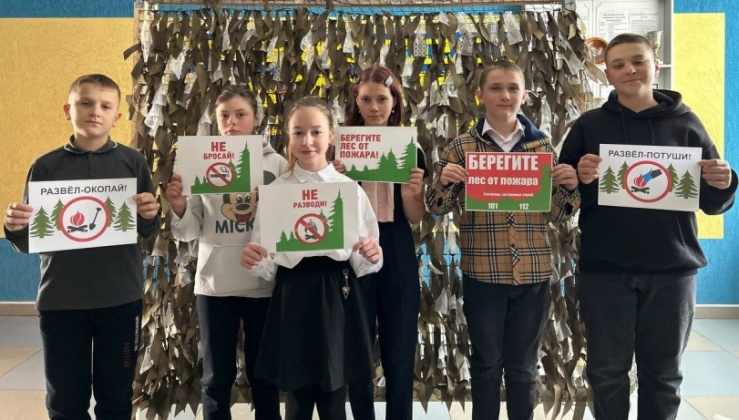 РАЗВЁЛ-ОКОПАЙ!
НЕ
БРОСАЙ!
MICK
НЕ
РАЗВОДИ!
БЕРЕГИТЕ
ЛЕС ОТ
ПОЖАРА!
БЕРЕГИТЕ
лес от пожара
101 112
РАЗВЁЛ-ПОТУШИ!